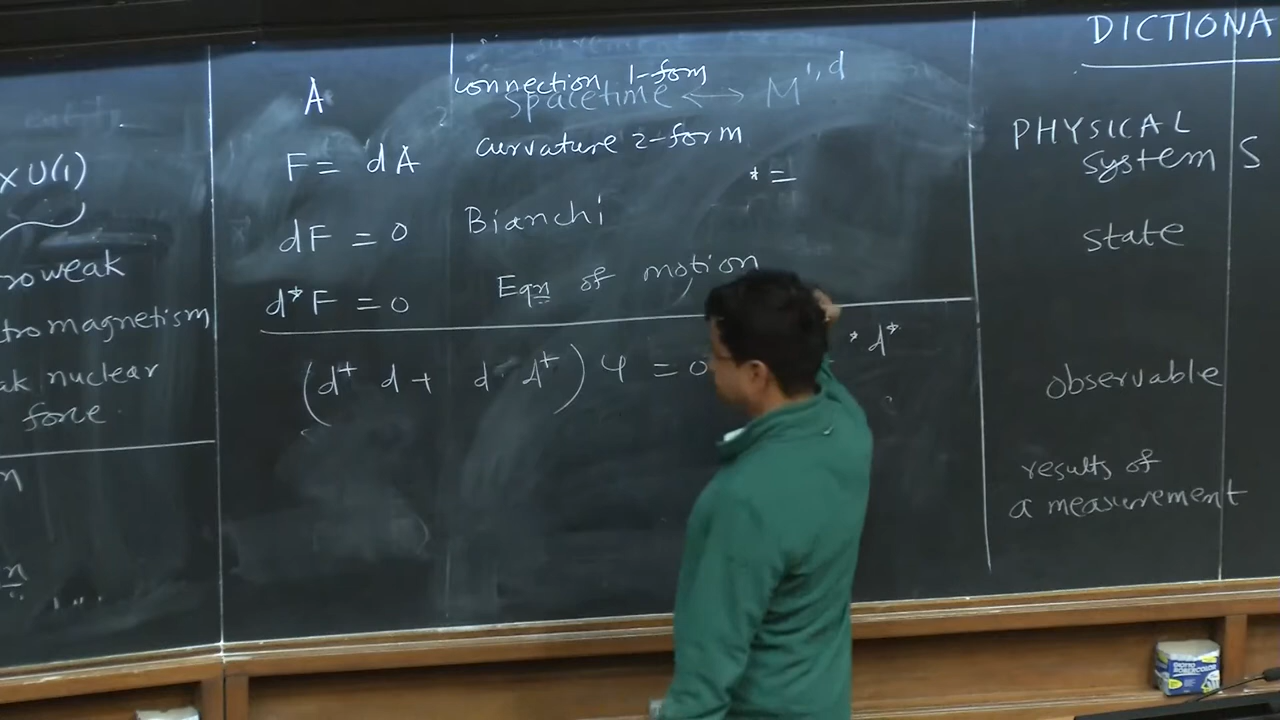 x U(1)
roweak
tromagnetism
ak nuclear
force.
n
A
connection 1-form
spacetime ↔ M^{1,d}
F = dA
curvature 2-form
* =
dF = 0
Bianchi
d*F = 0
Eqn of motion
(d† d + d d†) φ = 0
* d*
DICTIONA
PHYSICAL
system S
state
observable
results of
a measurement